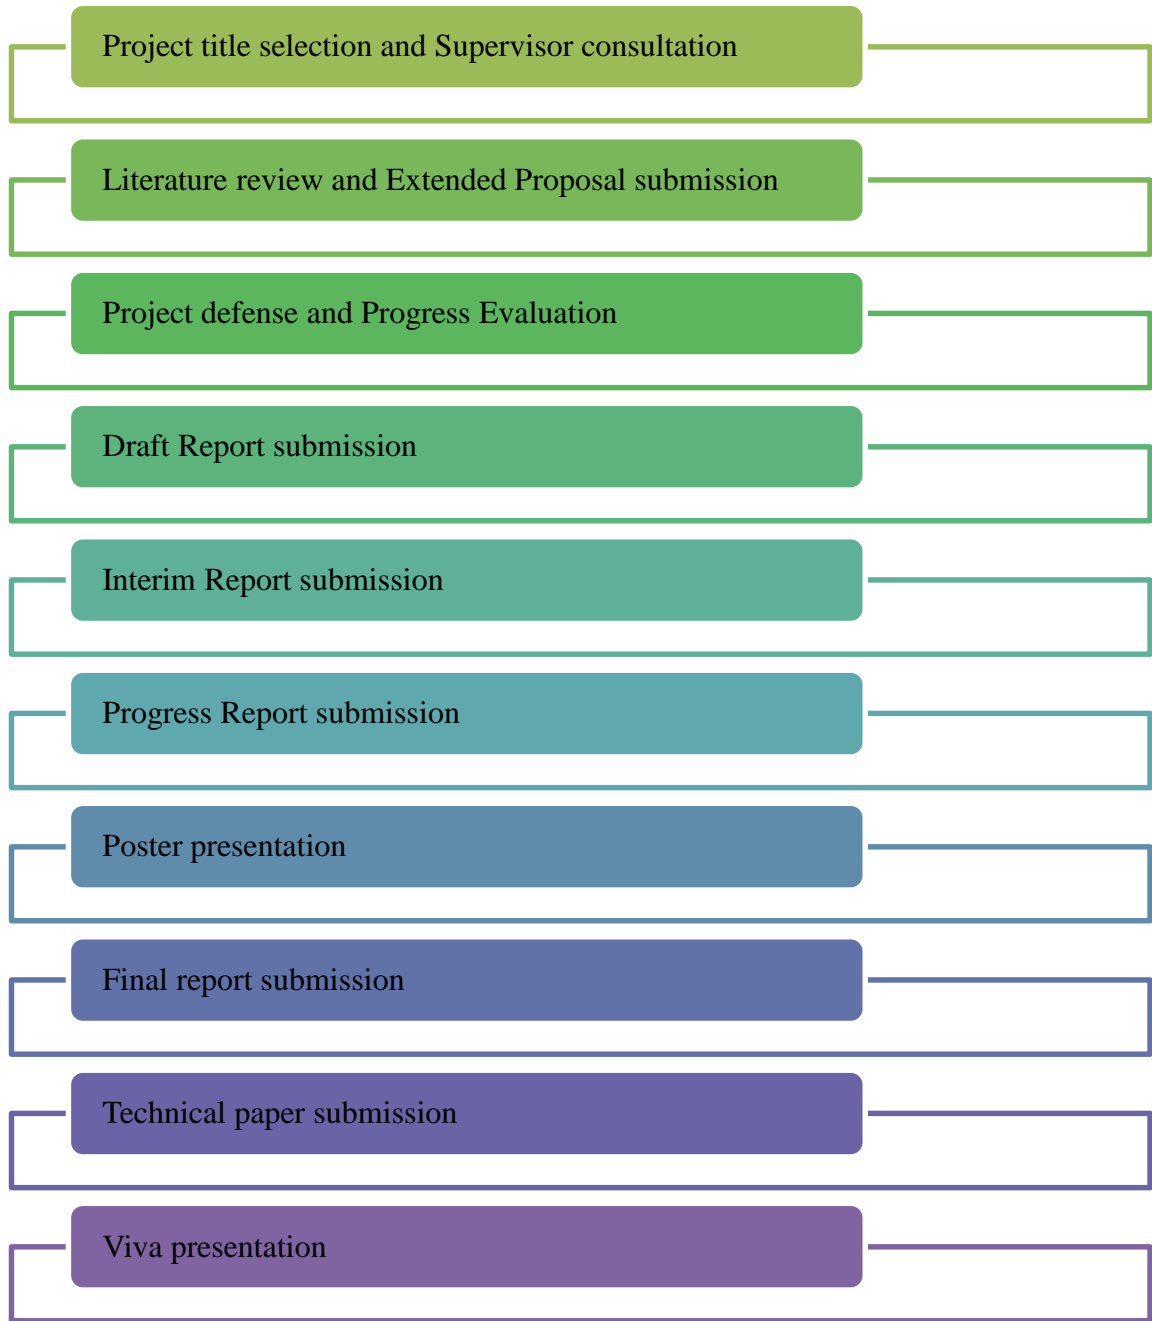 Project title selection and Supervisor consultation
Literature review and Extended Proposal submission
Project defense and Progress Evaluation
Draft Report submission
Interim Report submission
Progress Report submission
Poster presentation
Final report submission
Technical paper submission
Viva presentation